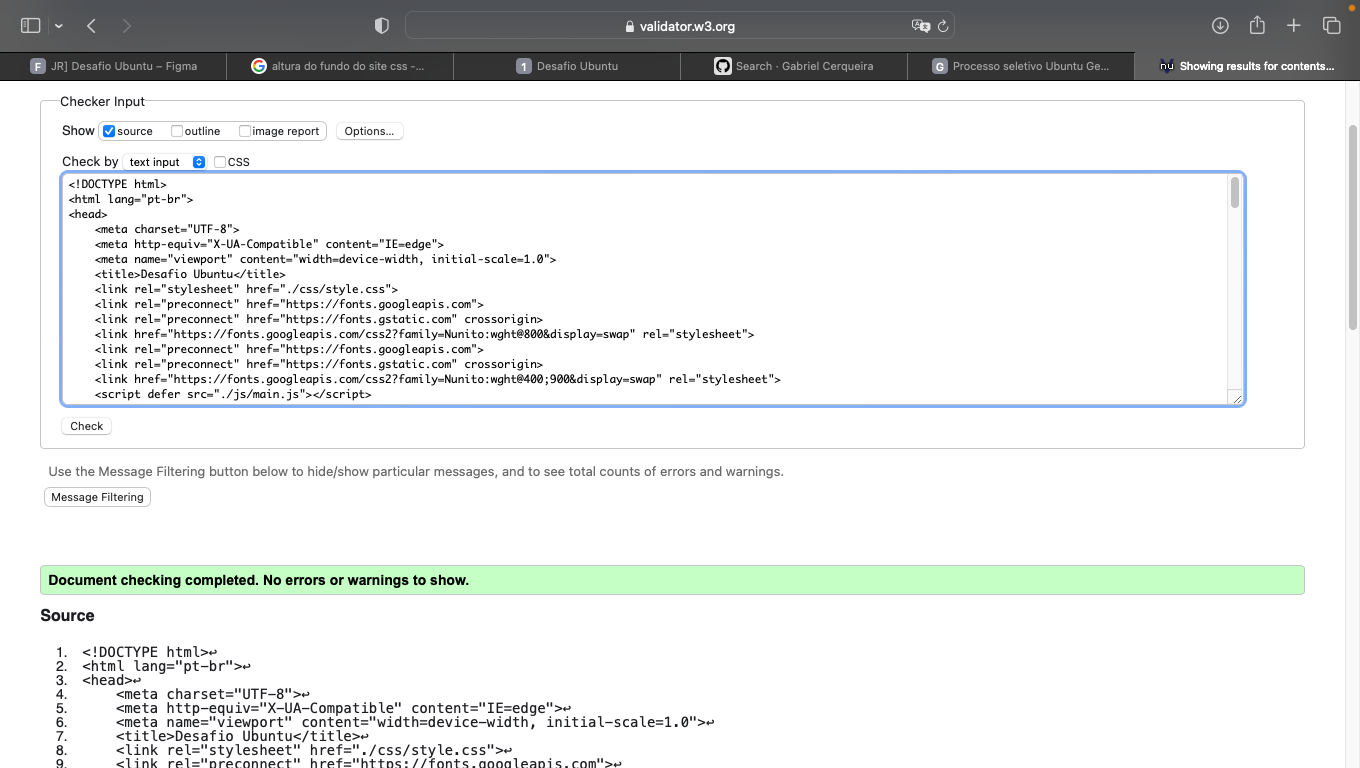 validator.w3.org
F JR] Desafio Ubuntu – Figma
G altura do fundo do site css -...
1 Desafio Ubuntu
Search · Gabriel Cerqueira
G Processo seletivo Ubuntu Ge...
nu Showing results for contents...
Checker Input
Show source outline image report Options...
Check by text input CSS
<!DOCTYPE html>
<html lang="pt-br">
<head>
<meta charset="UTF-8">
<meta http-equiv="X-UA-Compatible" content="IE=edge">
<meta name="viewport" content="width=device-width, initial-scale=1.0">
<title>Desafio Ubuntu</title>
<link rel="stylesheet" href="./css/style.css">
<link rel="preconnect" href="https://fonts.googleapis.com">
<link rel="preconnect" href="https://fonts.gstatic.com" crossorigin>
<link href="https://fonts.googleapis.com/css2?family=Nunito:wght@800&display=swap" rel="stylesheet">
<link rel="preconnect" href="https://fonts.googleapis.com">
<link rel="preconnect" href="https://fonts.gstatic.com" crossorigin>
<link href="https://fonts.googleapis.com/css2?family=Nunito:wght@400;900&display=swap" rel="stylesheet">
<script defer src="./js/main.js"></script>
Check
Use the Message Filtering button below to hide/show particular messages, and to see total counts of errors and warnings.
Message Filtering
Document checking completed. No errors or warnings to show.
Source
1. <!DOCTYPE html>↩
2. <html lang="pt-br">↩
3. <head>↩
4. <meta charset="UTF-8">↩
5. <meta http-equiv="X-UA-Compatible" content="IE=edge">↩
6. <meta name="viewport" content="width=device-width, initial-scale=1.0">↩
7. <title>Desafio Ubuntu</title>↩
8. <link rel="stylesheet" href="./css/style.css">↩
9. <link rel="preconnect" href="https://fonts.googleapis.com">↩